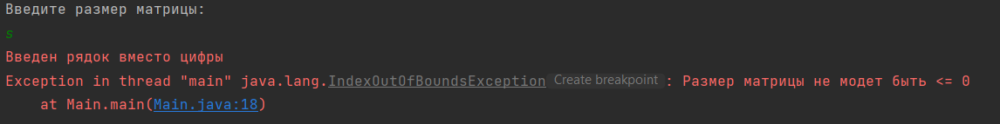 Введите размер матрицы:
s
Введен рядок вместо цифры
Exception in thread "main" java.lang.IndexOutOfBoundsException Create breakpoint : Размер матрицы не модет быть <= 0
at Main.main(Main.java:18)